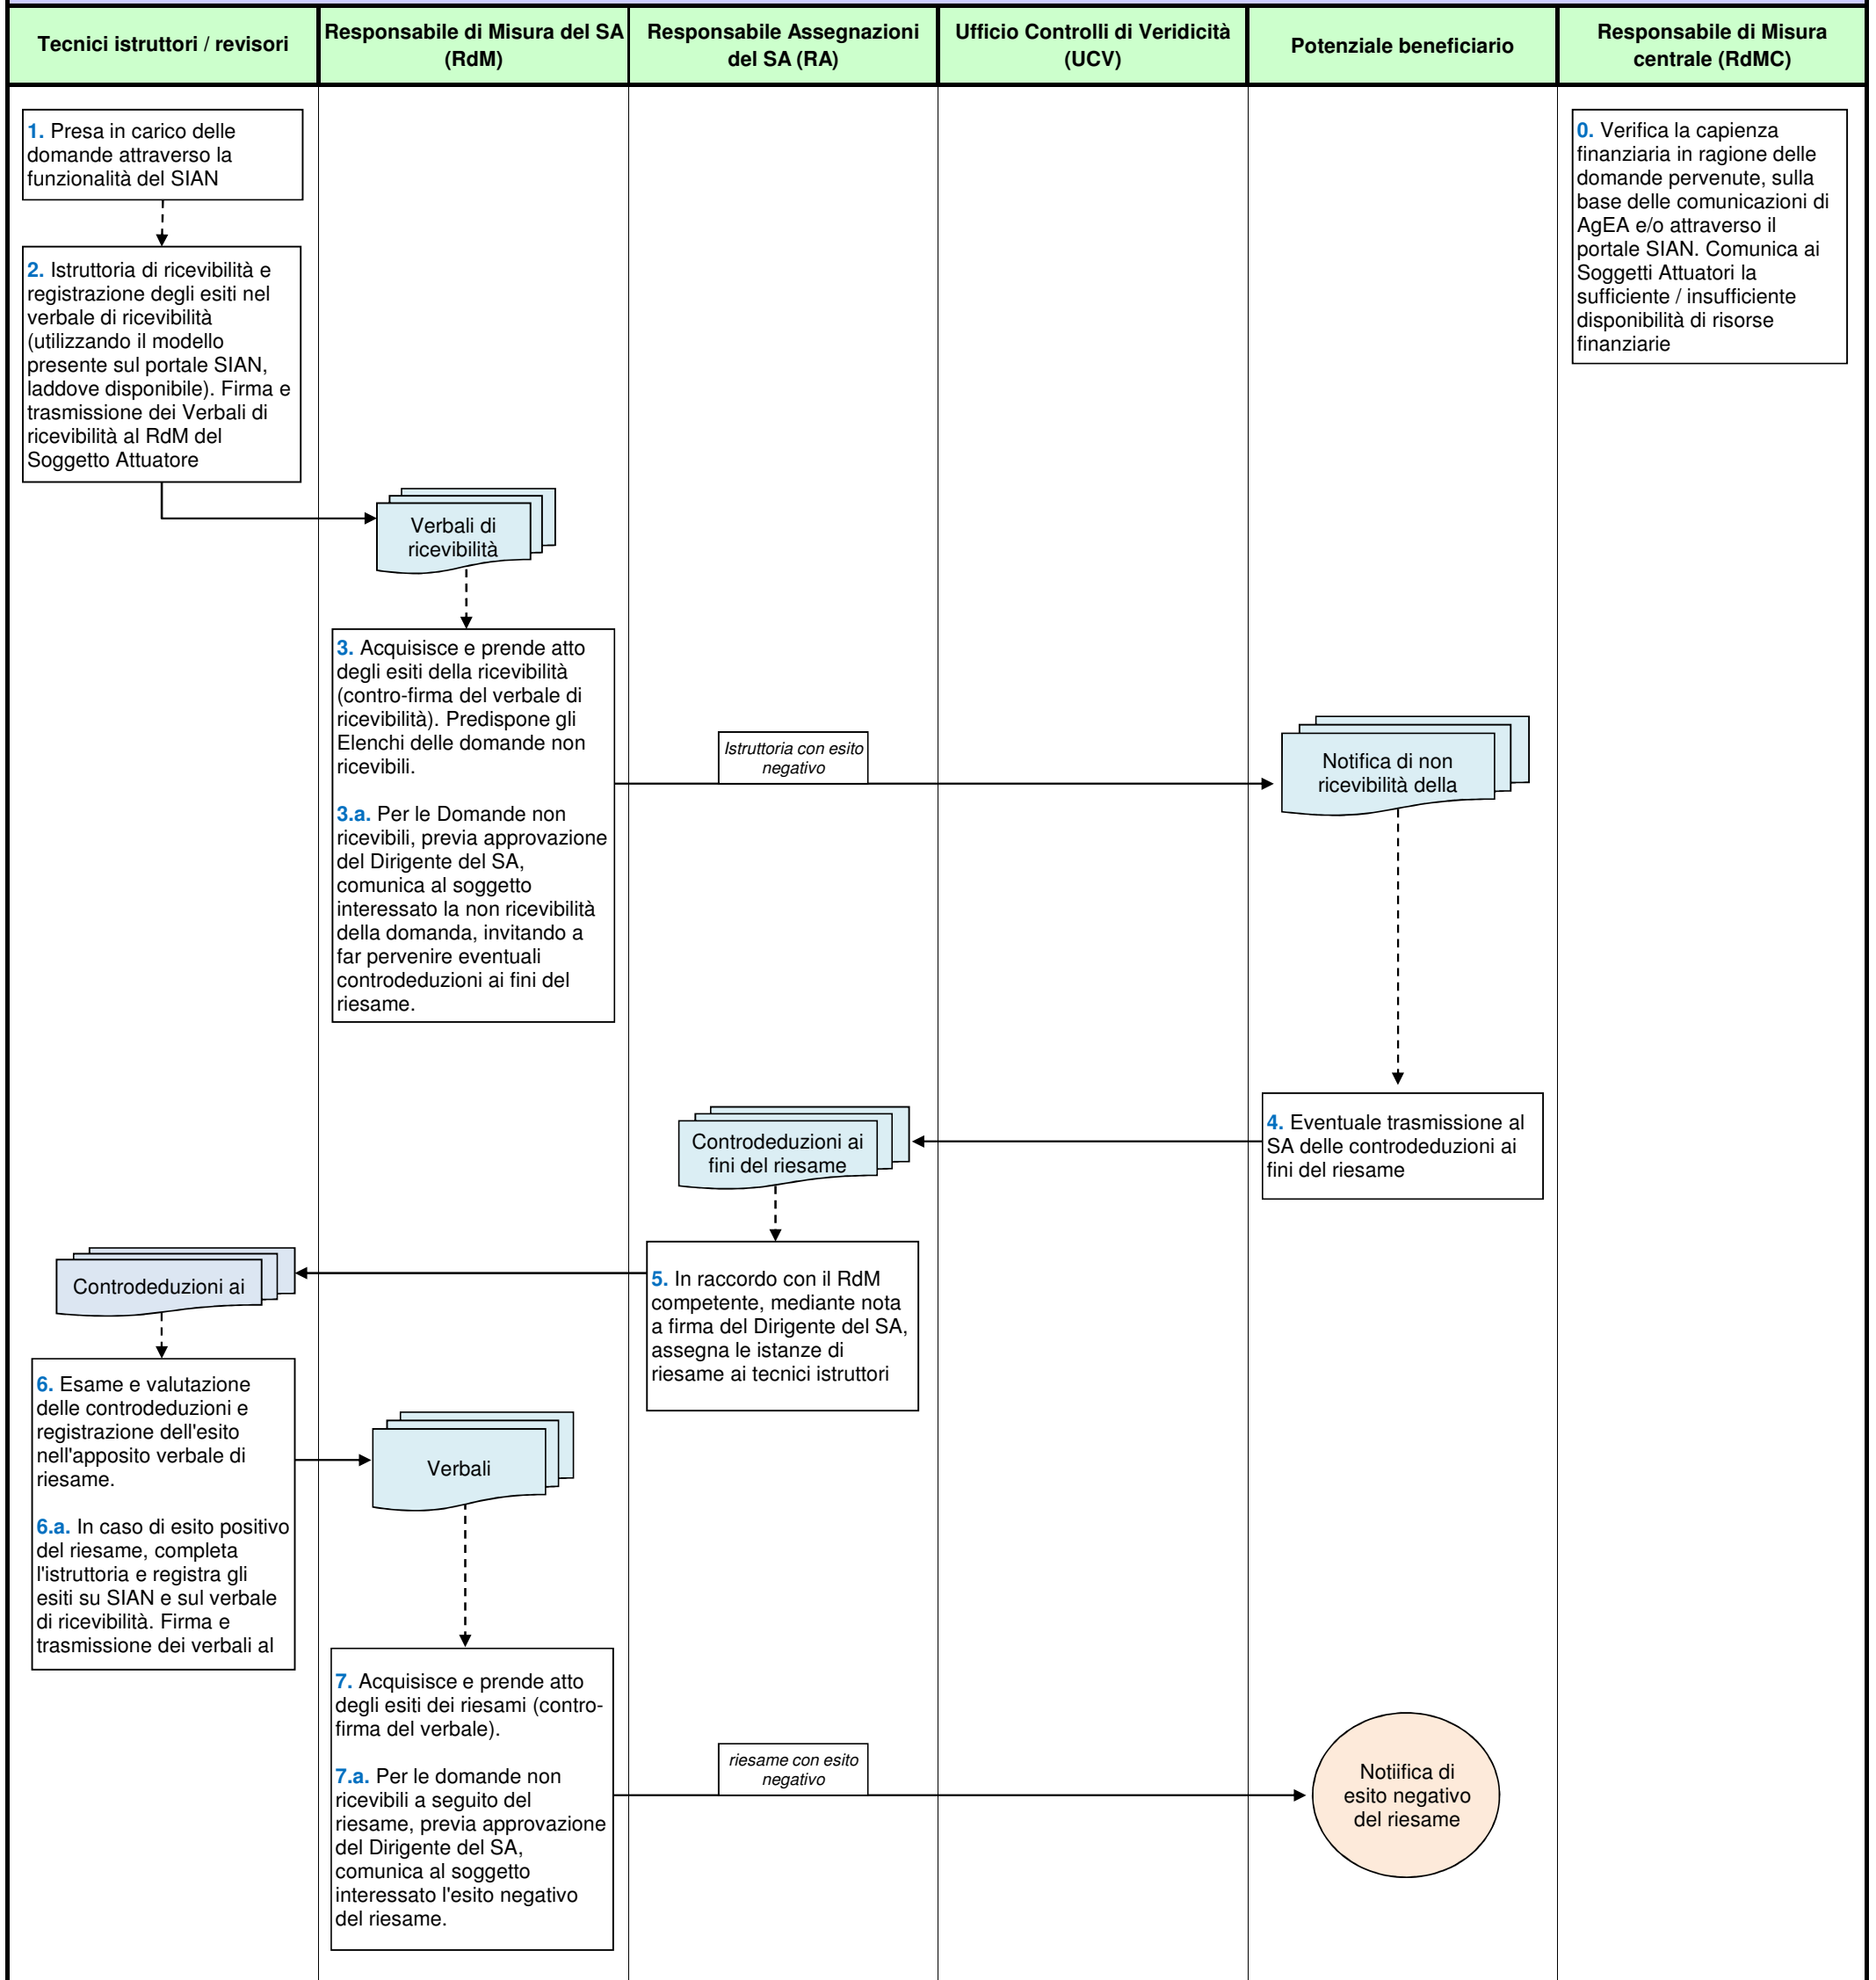 Tecnici istruttori / revisori
Responsabile di Misura del SA
(RdM)
Responsabile Assegnazioni
del SA (RA)
Ufficio Controlli di Veridicità
(UCV)
Potenziale beneficiario
Responsabile di Misura
centrale (RdMC)
1. Presa in carico delle
domande attraverso la
funzionalità del SIAN
0. Verifica la capienza
finanziaria in ragione delle
domande pervenute, sulla
base delle comunicazioni di
AgEA e/o attraverso il
portale SIAN. Comunica ai
Soggetti Attuatori la
sufficiente / insufficiente
disponibilità di risorse
finanziarie
2. Istruttoria di ricevibilità e
registrazione degli esiti nel
verbale di ricevibilità
(utilizzando il modello
presente sul portale SIAN,
laddove disponibile). Firma e
trasmissione dei Verbali di
ricevibilità al RdM del
Soggetto Attuatore
Verbali di
ricevibilità
3. Acquisisce e prende atto
degli esiti della ricevibilità
(contro-firma del verbale di
ricevibilità). Predispone gli
Elenchi delle domande non
ricevibili.
3.a. Per le Domande non
ricevibili, previa approvazione
del Dirigente del SA,
comunica al soggetto
interessato la non ricevibilità
della domanda, invitando a
far pervenire eventuali
controdeduzioni ai fini del
riesame.
Istruttoria con esito
negativo
Notifica di non
ricevibilità della
4. Eventuale trasmissione al
SA delle controdeduzioni ai
fini del riesame
Controdeduzioni ai
fini del riesame
5. In raccordo con il RdM
competente, mediante nota
a firma del Dirigente del SA,
assegna le istanze di
riesame ai tecnici istruttori
Controdeduzioni ai
6. Esame e valutazione
delle controdeduzioni e
registrazione dell'esito
nell'apposito verbale di
riesame.
6.a. In caso di esito positivo
del riesame, completa
l'istruttoria e registra gli
esiti su SIAN e sul verbale
di ricevibilità. Firma e
trasmissione dei verbali al
Verbali
7. Acquisisce e prende atto
degli esiti dei riesami (contro-
firma del verbale).
7.a. Per le domande non
ricevibili a seguito del
riesame, previa approvazione
del Dirigente del SA,
comunica al soggetto
interessato l'esito negativo
del riesame.
riesame con esito
negativo
Notiifica di
esito negativo
del riesame